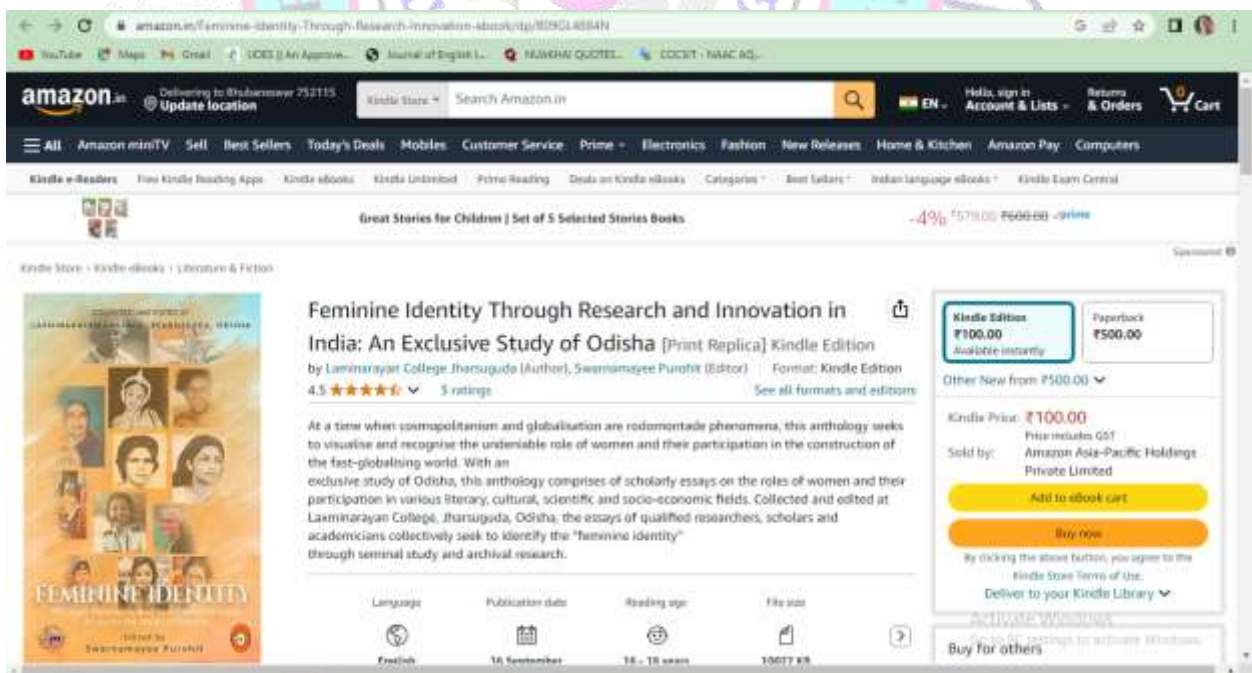 amazon.in/Feminine-Identity-Through-Research-Innovation-ebook/dp/
YouTube Maps Gmail Journal of English L... NUAKHAI QUOTES... COCSIT - NAAC AQ...
amazon.in
Delivering to Bhubaneswar 752115
Update location
Kindle Store
Search Amazon.in
EN
Hello, sign in
Account & Lists
Returns
& Orders
0
Cart
All Amazon miniTV Sell Best Sellers Today's Deals Mobiles Customer Service Prime Electronics Fashion New Releases Home & Kitchen Amazon Pay Computers
Kindle e-Readers Free Kindle Reading Apps Kindle eBooks Kindle Unlimited Prime Reading Deals on Kindle eBooks Categories Best Sellers Indian language eBooks Kindle Exam Central
Great Stories for Children | Set of 5 Selected Stories Books
-4% ₹579.00 ₹600.00 prime
Sponsored
Kindle Store › Kindle eBooks › Literature & Fiction
FEMININE IDENTITY
Edited by
Swarnamayee Purohit
Feminine Identity Through Research and Innovation in
India: An Exclusive Study of Odisha [Print Replica] Kindle Edition
by Laminarayan College Jharsuguda (Author), Swarnamayee Purohit (Editor) Format: Kindle Edition
4.5 5 ratings
See all formats and editions
At a time when cosmopolitanism and globalisation are rodomontade phenomena, this anthology seeks
to visualise and recognise the undeniable role of women and their participation in the construction of
the fast-globalising world. With an
exclusive study of Odisha, this anthology comprises of scholarly essays on the roles of women and their
participation in various literary, cultural, scientific and socio-economic fields. Collected and edited at
Laxminarayan College, Jharsuguda, Odisha, the essays of qualified researchers, scholars and
academicians collectively seek to identify the "feminine identity"
through seminal study and archival research.
Language Publication date Reading age File size
English 16 September 16 - 18 years 10077 KB
Kindle Edition
₹100.00
Available instantly
Paperback
₹500.00
Other New from ₹500.00
Kindle Price: ₹100.00
Price includes GST
Sold by: Amazon Asia-Pacific Holdings
Private Limited
Add to eBook cart
Buy now
By clicking the above button, you agree to the
Kindle Store Terms of Use.
Deliver to your Kindle Library
Activate Windows
Go to PC settings to activate Windows.
Buy for others